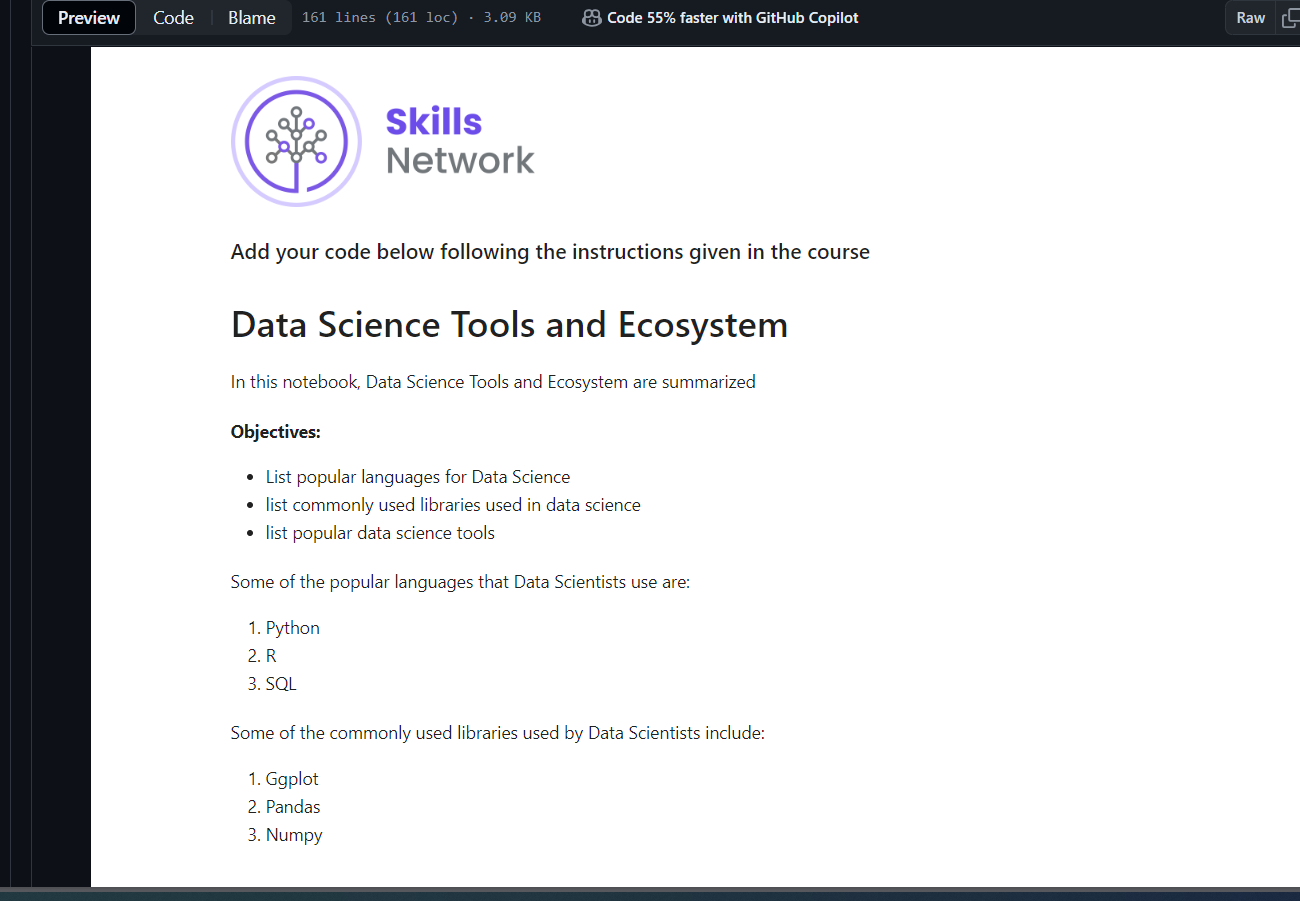 Preview Code Blame 161 lines (161 loc) · 3.09 KB Code 55% faster with GitHub Copilot Raw
Skills
Network
Add your code below following the instructions given in the course
Data Science Tools and Ecosystem
In this notebook, Data Science Tools and Ecosystem are summarized
Objectives:
• List popular languages for Data Science
• list commonly used libraries used in data science
• list popular data science tools
Some of the popular languages that Data Scientists use are:
1. Python
2. R
3. SQL
Some of the commonly used libraries used by Data Scientists include:
1. Ggplot
2. Pandas
3. Numpy